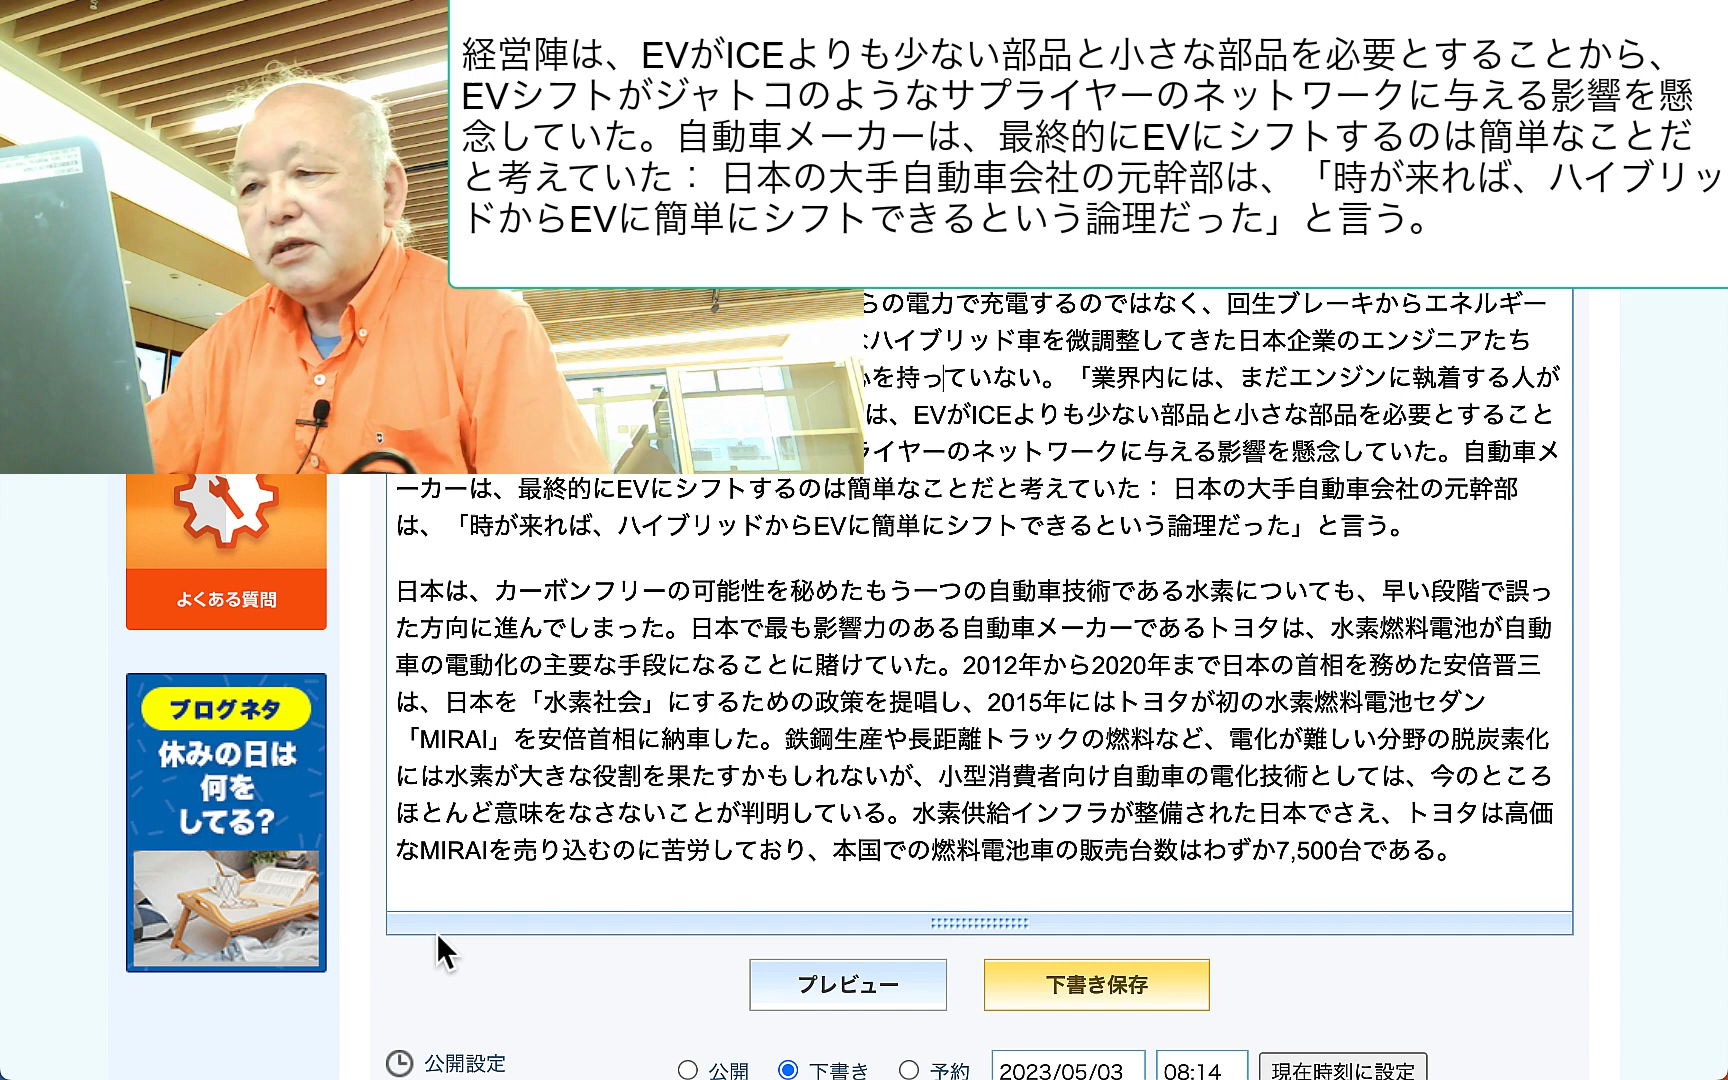 経営陣は、EVがICEよりも少ない部品と小さな部品を必要とすることから、
EVシフトがジャトコのようなサプライヤーのネットワークに与える影響を懸
念していた。自動車メーカーは、最終的にEVにシフトするのは簡単なことだ
と考えていた： 日本の大手自動車会社の元幹部は、「時が来れば、ハイブリッ
ドからEVに簡単にシフトできるという論理だった」と言う。
らの電力で充電するのではなく、回生ブレーキからエネルギー
ハイブリッド車を微調整してきた日本企業のエンジニアたち
を持っていない。「業界内には、まだエンジンに執着する人が
は、EVがICEよりも少ない部品と小さな部品を必要とすること
ライヤーのネットワークに与える影響を懸念していた。自動車メ
ーカーは、最終的にEVにシフトするのは簡単なことだと考えていた： 日本の大手自動車会社の元幹部
は、「時が来れば、ハイブリッドからEVに簡単にシフトできるという論理だった」と言う。
日本は、カーボンフリーの可能性を秘めたもう一つの自動車技術である水素についても、早い段階で誤っ
た方向に進んでしまった。日本で最も影響力のある自動車メーカーであるトヨタは、水素燃料電池が自動
車の電動化の主要な手段になることに賭けていた。2012年から2020年まで日本の首相を務めた安倍晋三
は、日本を「水素社会」にするための政策を提唱し、2015年にはトヨタが初の水素燃料電池セダン
「MIRAI」を安倍首相に納車した。鉄鋼生産や長距離トラックの燃料など、電化が難しい分野の脱炭素化
には水素が大きな役割を果たすかもしれないが、小型消費者向け自動車の電化技術としては、今のところ
ほとんど意味をなさないことが判明している。水素供給インフラが整備された日本でさえ、トヨタは高価
なMIRAIを売り込むのに苦労しており、本国での燃料電池車の販売台数はわずか7,500台である。
よくある質問
ブログネタ
休みの日は
何を
してる?
プレビュー
下書き保存
公開設定
公開
下書き
予約
2023/05/03
08:14
現在時刻に設定